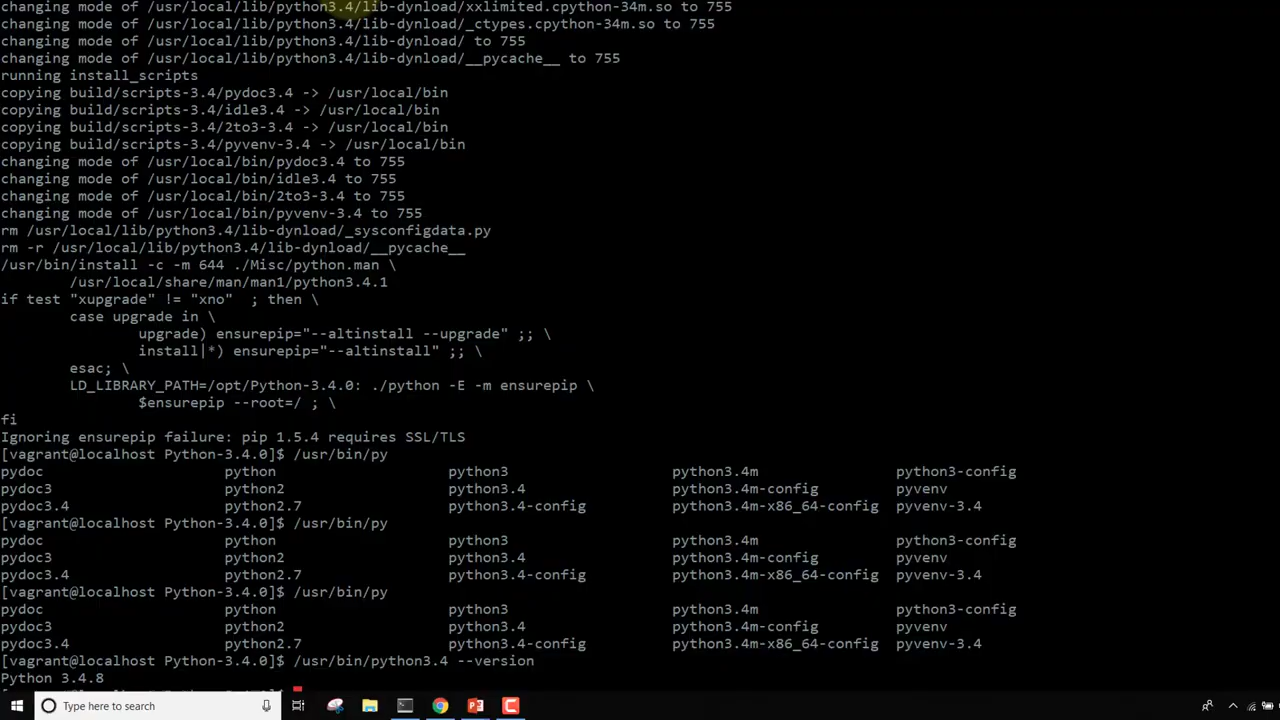 changing mode of /usr/local/lib/python3.4/lib-dynload/xxlimited.cpython-34m.so to 755
changing mode of /usr/local/lib/python3.4/lib-dynload/_ctypes.cpython-34m.so to 755
changing mode of /usr/local/lib/python3.4/lib-dynload/ to 755
changing mode of /usr/local/lib/python3.4/lib-dynload/__pycache__ to 755
running install_scripts
copying build/scripts-3.4/pydoc3.4 -> /usr/local/bin
copying build/scripts-3.4/idle3.4 -> /usr/local/bin
copying build/scripts-3.4/2to3-3.4 -> /usr/local/bin
copying build/scripts-3.4/pyvenv-3.4 -> /usr/local/bin
changing mode of /usr/local/bin/pydoc3.4 to 755
changing mode of /usr/local/bin/idle3.4 to 755
changing mode of /usr/local/bin/2to3-3.4 to 755
changing mode of /usr/local/bin/pyvenv-3.4 to 755
rm /usr/local/lib/python3.4/lib-dynload/_sysconfigdata.py
rm -r /usr/local/lib/python3.4/lib-dynload/__pycache__
/usr/bin/install -c -m 644 ./Misc/python.man \
        /usr/local/share/man/man1/python3.4.1
if test "xupgrade" != "xno"  ; then \
        case upgrade in \
                upgrade) ensurepip="--altinstall --upgrade" ;; \
                install|*) ensurepip="--altinstall" ;; \
        esac; \
        LD_LIBRARY_PATH=/opt/Python-3.4.0: ./python -E -m ensurepip \
                $ensurepip --root=/ ; \
fi
Ignoring ensurepip failure: pip 1.5.4 requires SSL/TLS
[vagrant@localhost Python-3.4.0]$ /usr/bin/py
pydoc python python3 python3.4m python3-config
pydoc3 python2 python3.4 python3.4m-config pyvenv
pydoc3.4 python2.7 python3.4-config python3.4m-x86_64-config pyvenv-3.4
[vagrant@localhost Python-3.4.0]$ /usr/bin/py
pydoc python python3 python3.4m python3-config
pydoc3 python2 python3.4 python3.4m-config pyvenv
pydoc3.4 python2.7 python3.4-config python3.4m-x86_64-config pyvenv-3.4
[vagrant@localhost Python-3.4.0]$ /usr/bin/py
pydoc python python3 python3.4m python3-config
pydoc3 python2 python3.4 python3.4m-config pyvenv
pydoc3.4 python2.7 python3.4-config python3.4m-x86_64-config pyvenv-3.4
[vagrant@localhost Python-3.4.0]$ /usr/bin/python3.4 --version
Python 3.4.8
Type here to search